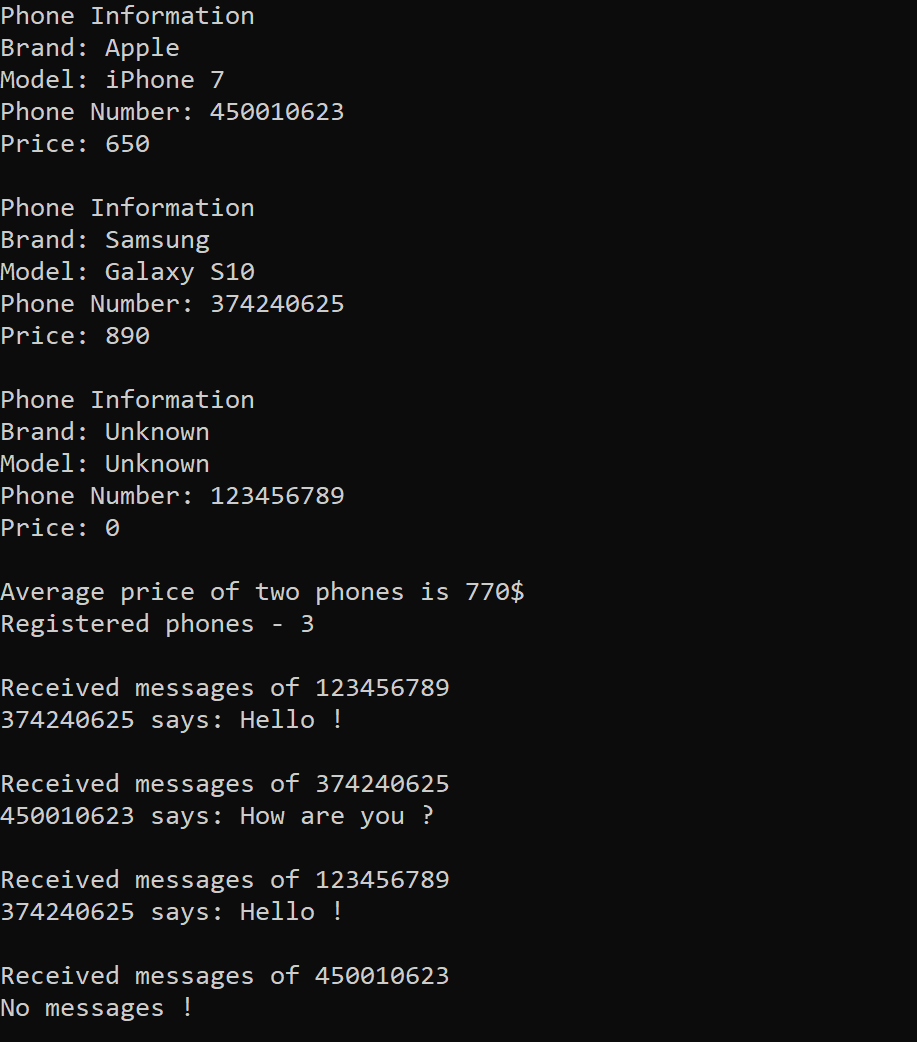 Phone Information
Brand: Apple
Model: iPhone 7
Phone Number: 450010623
Price: 650
Phone Information
Brand: Samsung
Model: Galaxy S10
Phone Number: 374240625
Price: 890
Phone Information
Brand: Unknown
Model: Unknown
Phone Number: 123456789
Price: 0
Average price of two phones is 770$
Registered phones - 3
Received messages of 123456789
374240625 says: Hello !
Received messages of 374240625
450010623 says: How are you ?
Received messages of 123456789
374240625 says: Hello !
Received messages of 450010623
No messages !